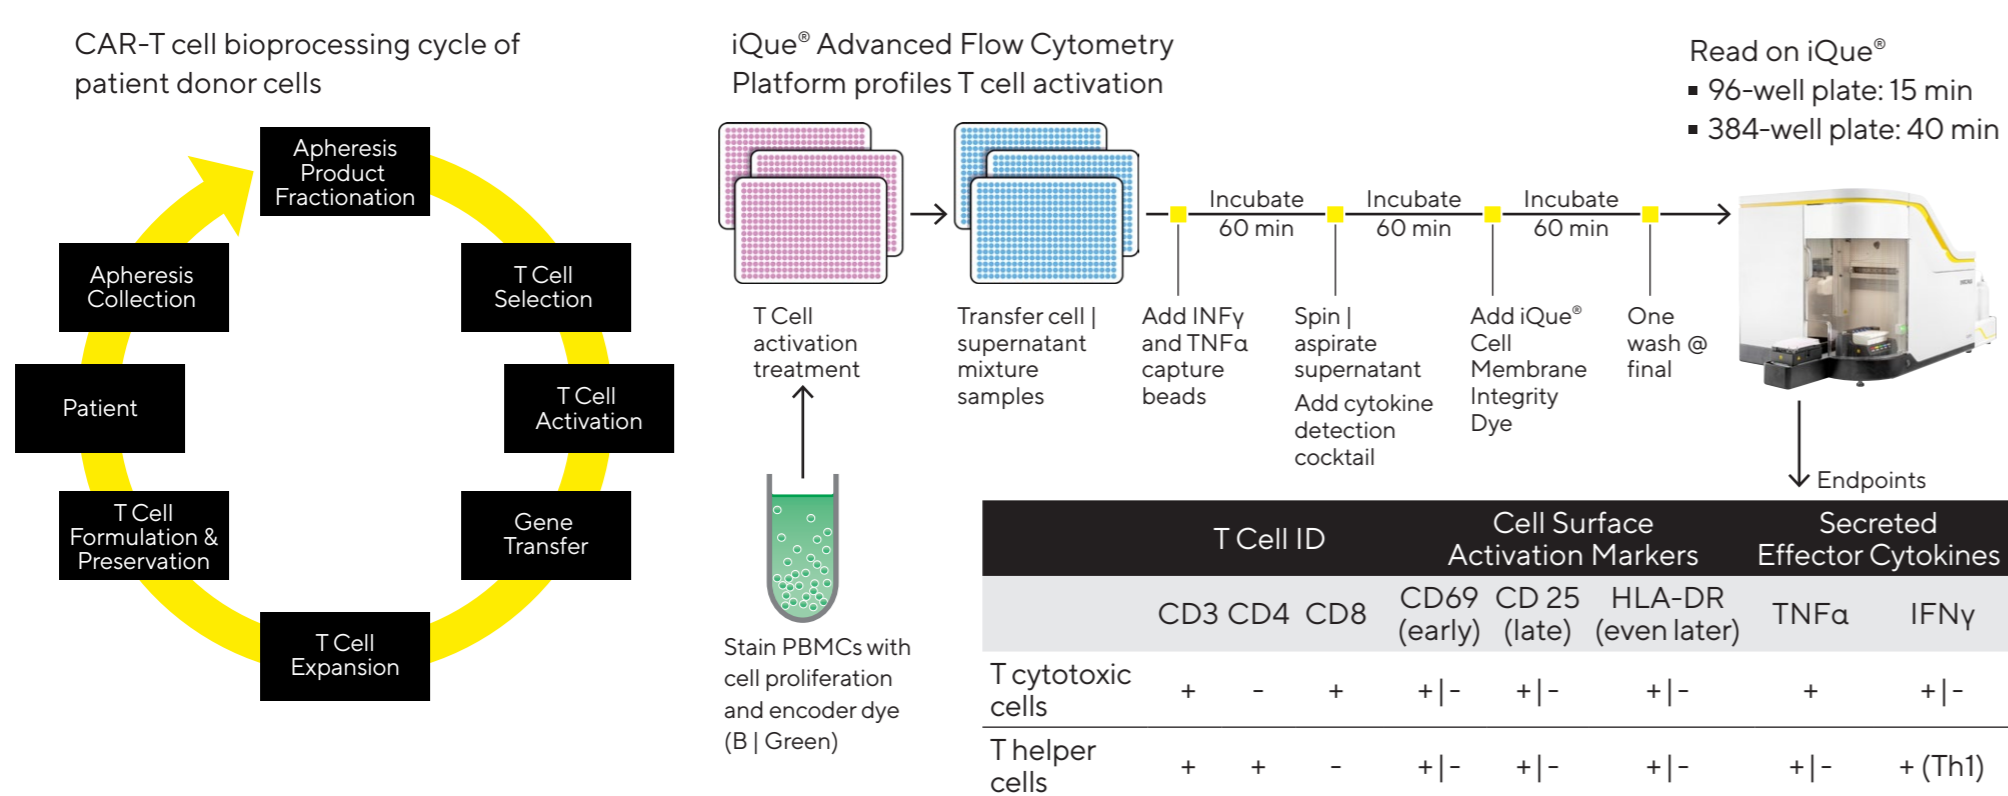 CAR-T cell bioprocessing cycle of
patient donor cells
Apheresis
Product
Fractionation
T Cell
Selection
T Cell
Activation
Gene
Transfer
T Cell
Expansion
T Cell
Formulation &
Preservation
Patient
Apheresis
Collection
iQue® Advanced Flow Cytometry
Platform profiles T cell activation
T Cell
activation
treatment
Stain PBMCs with
cell proliferation
and encoder dye
(B | Green)
Transfer cell |
supernatant
mixture
samples
Incubate
60 min
Incubate
60 min
Incubate
60 min
Add INFγ
and TNFα
capture
beads
Spin |
aspirate
supernatant
Add cytokine
detection
cocktail
Add iQue®
Cell
Membrane
Integrity
Dye
One
wash @
final
Read on iQue®
▪ 96-well plate: 15 min
▪ 384-well plate: 40 min
Endpoints
T Cell ID
Cell Surface
Activation Markers
Secreted
Effector Cytokines
CD3 CD4 CD8 CD69 (early) CD 25 (late) HLA-DR (even later) TNFα IFNγ
T cytotoxic
cells
+ - + +|- +|- +|- + +|-
T helper
cells
+ + - +|- +|- +|- +|- + (Th1)